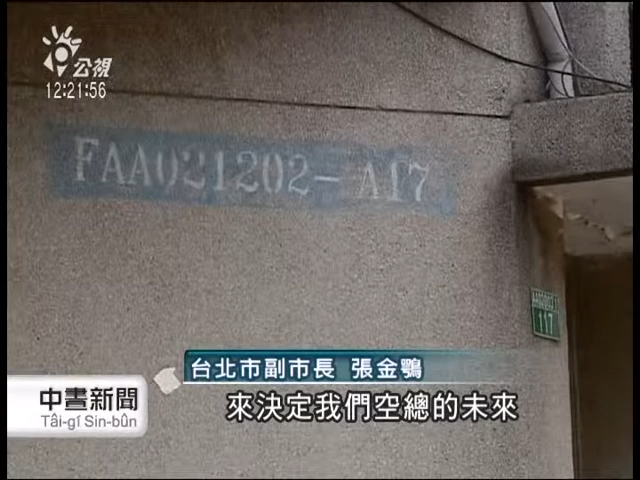 公視
12:21:56
FAA021202-A17
117
台北市副市長 張金鶚
中晝新聞
Tâi-gí Sin-bûn
來決定我們空總的未來